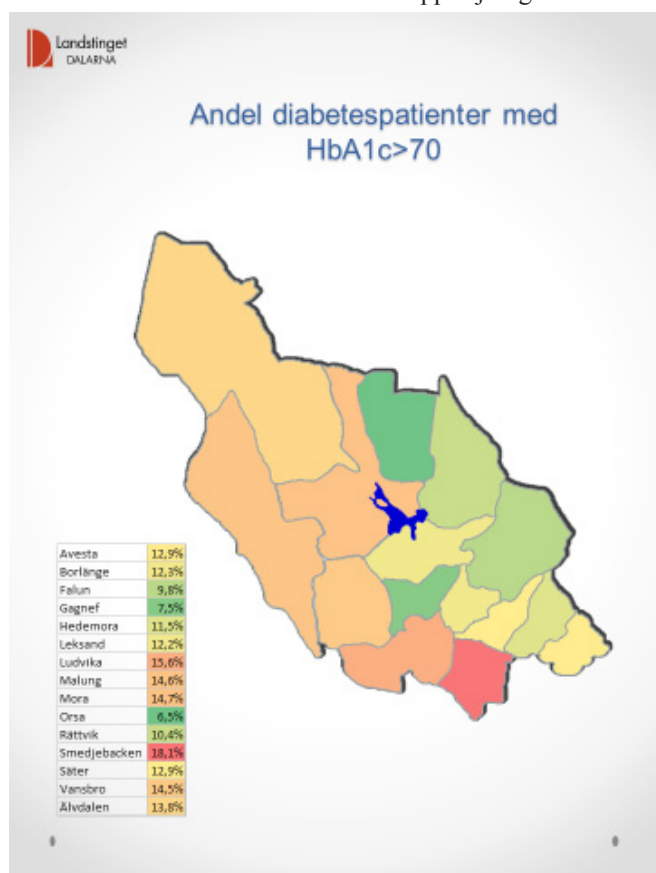 Landstinget
DALARNA
Andel diabetespatienter med
HbA1c>70
Avesta 12,9%
Borlänge 12,3%
Falun 9,8%
Gagnef 7,5%
Hedemora 11,5%
Leksand 12,2%
Ludvika 15,6%
Malung 14,6%
Mora 14,7%
Orsa 6,5%
Rättvik 10,4%
Smedjebacken 18,1%
Säter 12,9%
Vansbro 14,5%
Älvdalen 13,8%